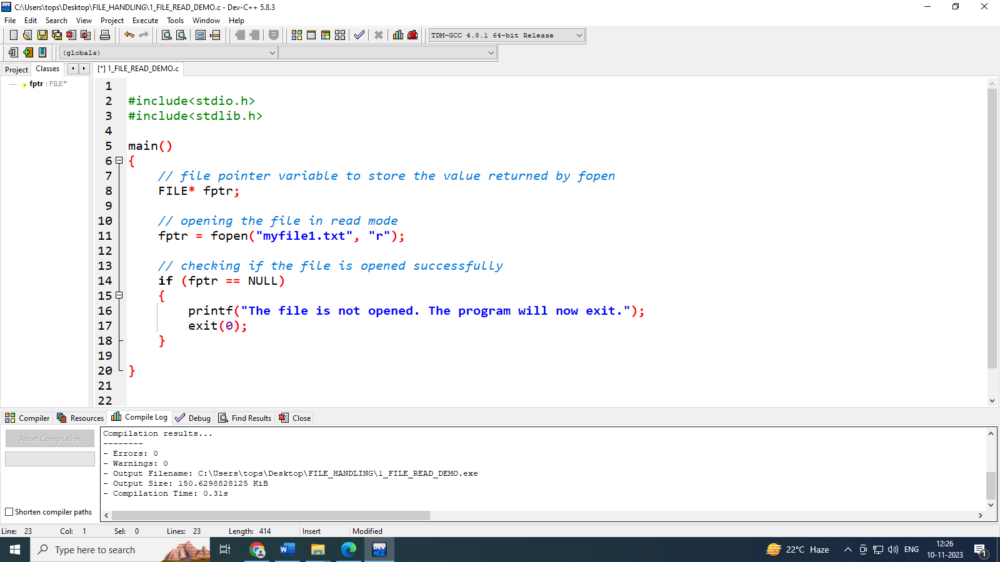 C:\Users\tops\Desktop\FILE_HANDLING\1_FILE_READ_DEMO.c - Dev-C++ 5.8.3
File Edit Search View Project Execute Tools Window Help
TDM-GCC 4.8.1 64-bit Release
(globals)
Project Classes [*] 1_FILE_READ_DEMO.c
fptr : FILE*
1
2 #include<stdio.h>
3 #include<stdlib.h>
4
5 main()
6 {
7 // file pointer variable to store the value returned by fopen
8 FILE* fptr;
9
10 // opening the file in read mode
11 fptr = fopen("myfile1.txt", "r");
12
13 // checking if the file is opened successfully
14 if (fptr == NULL)
15 {
16 printf("The file is not opened. The program will now exit.");
17 exit(0);
18 }
19
20 }
21
22
Compiler Resources Compile Log Debug Find Results Close
Abort Compilation
Shorten compiler paths
Compilation results...
--------
- Errors: 0
- Warnings: 0
- Output Filename: C:\Users\tops\Desktop\FILE_HANDLING\1_FILE_READ_DEMO.exe
- Output Size: 150.6298828125 KiB
- Compilation Time: 0.31s
Line: 23 Col: 1 Sel: 0 Lines: 23 Length: 414 Insert Modified
Type here to search
DEV
22°C Haze
ENG
12:26
10-11-2023
1